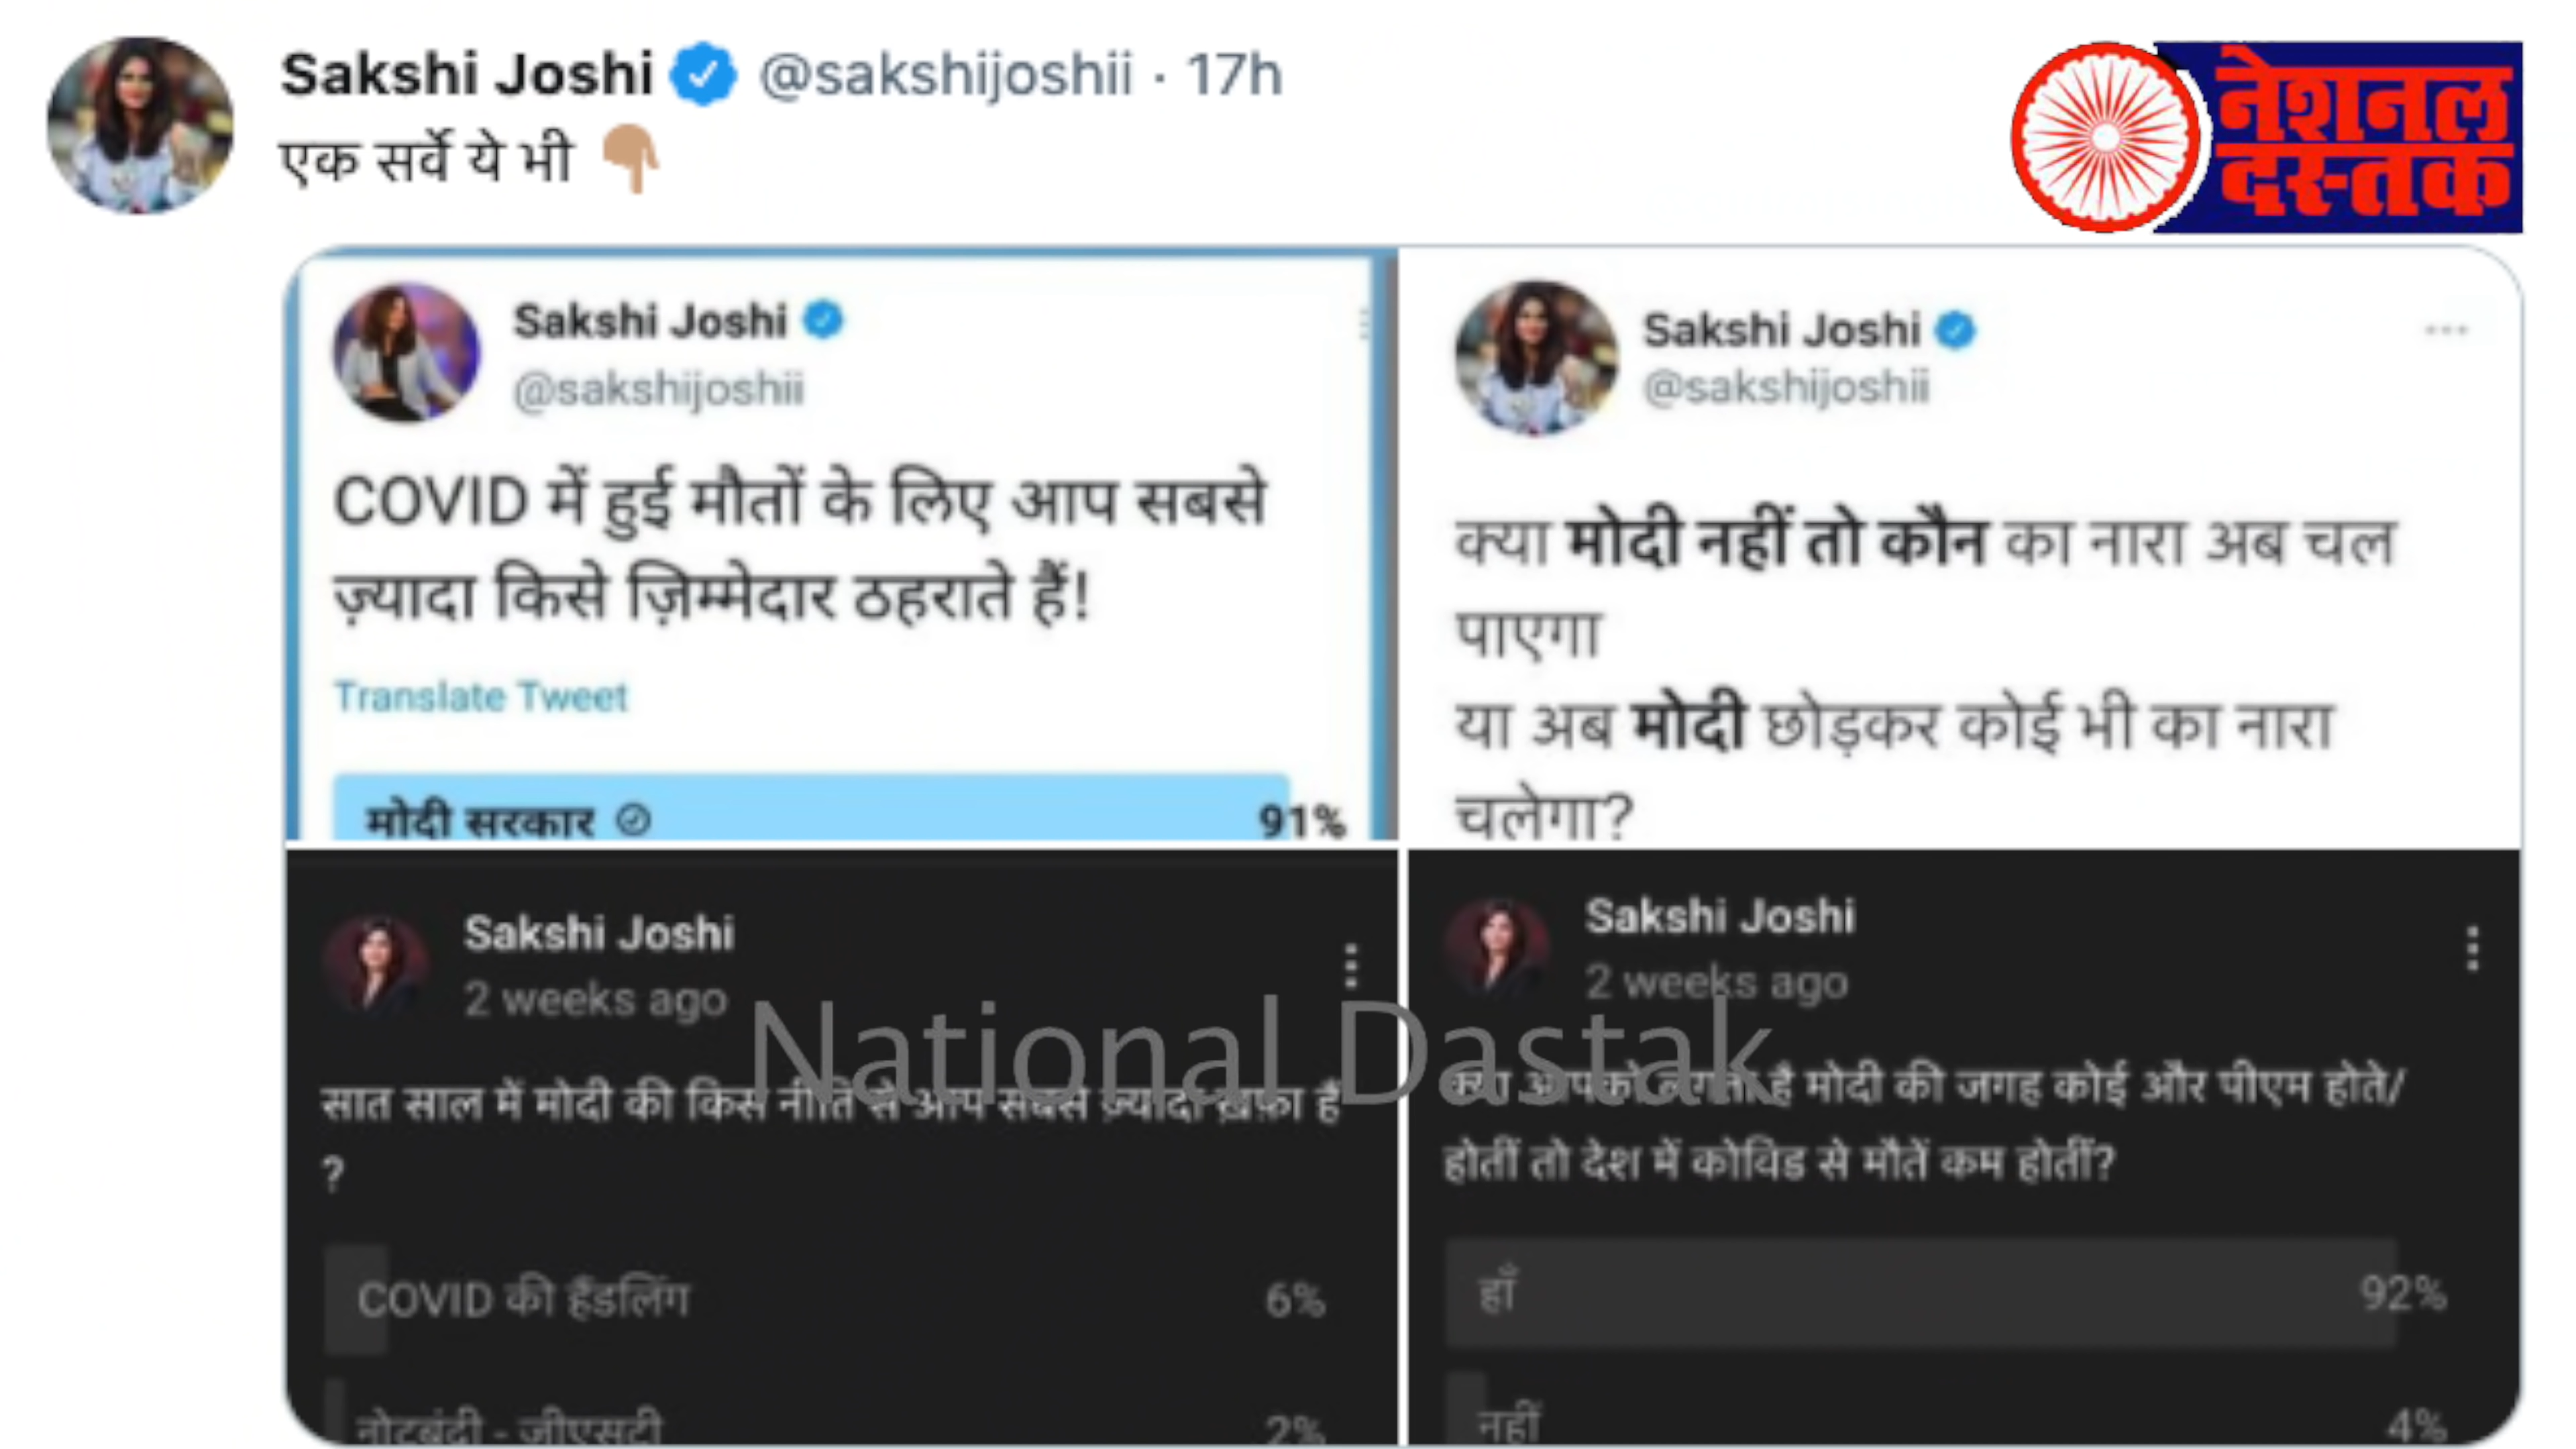 Sakshi Joshi @sakshijoshii · 17h
एक सर्वे ये भी
नेशनल
दस्तक
Sakshi Joshi
@sakshijoshii
COVID में हुई मौतों के लिए आप सबसे
ज़्यादा किसे ज़िम्मेदार ठहराते हैं!
Translate Tweet
मोदी सरकार 91%
Sakshi Joshi
@sakshijoshii
क्या मोदी नहीं तो कौन का नारा अब चल
पाएगा
या अब मोदी छोड़कर कोई भी का नारा
चलेगा?
Sakshi Joshi
2 weeks ago
सात साल में मोदी की किस नीति से आप सबसे ज़्यादा ख़फ़ा हैं
?
COVID की हैंडलिंग 6%
नोटबंदी - जीएसटी 2%
Sakshi Joshi
2 weeks ago
क्या आपको लगता है मोदी की जगह कोई और पीएम होते/
होतीं तो देश में कोविड से मौतें कम होतीं?
हाँ 92%
नहीं 4%
National Dastak